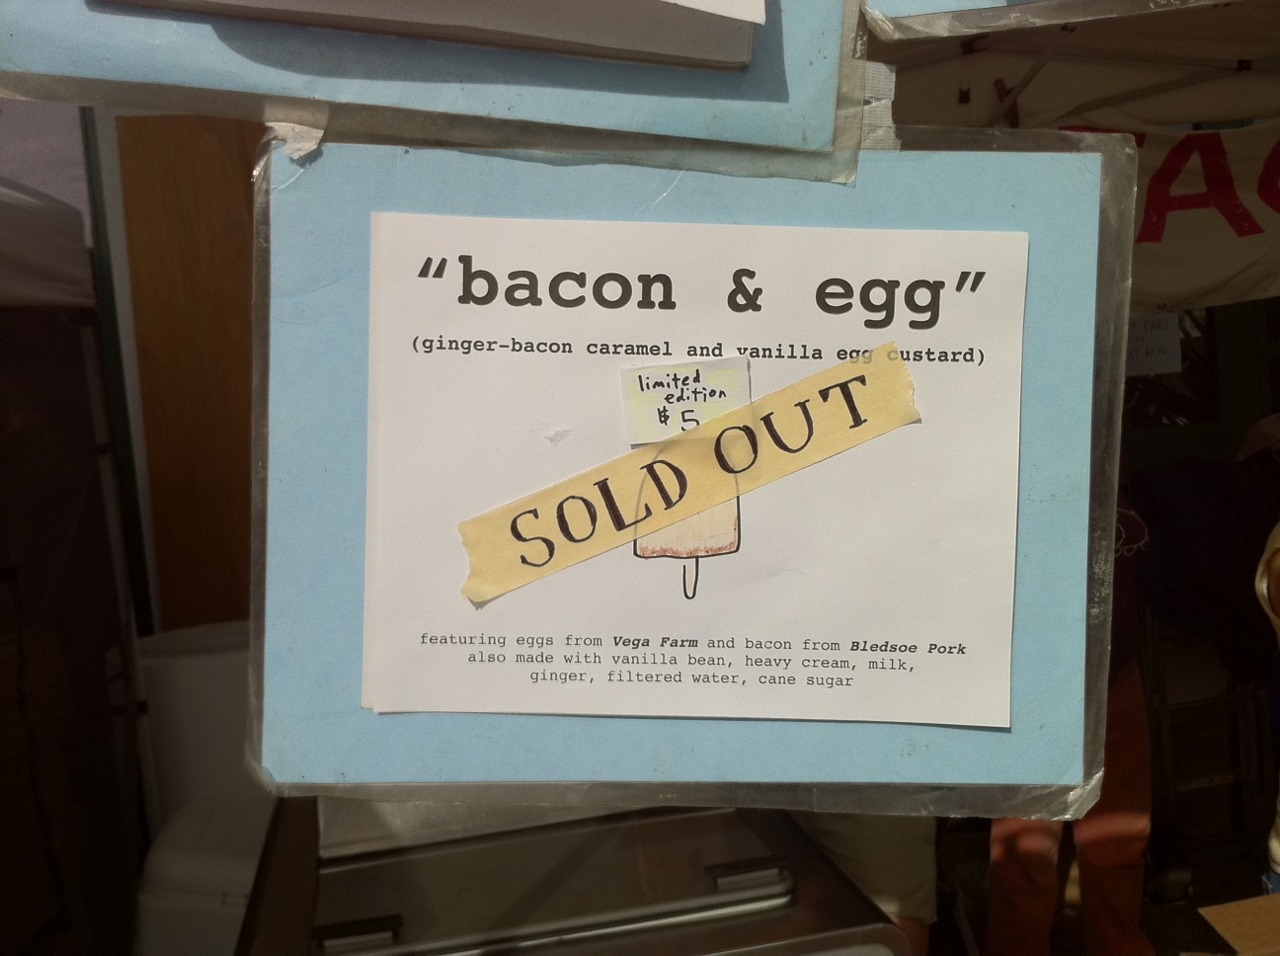 “bacon & egg”
(ginger-bacon caramel and vanilla egg custard)
limited
edition
$5
SOLD OUT
featuring eggs from Vega Farm and bacon from Bledsoe Pork
also made with vanilla bean, heavy cream, milk,
ginger, filtered water, cane sugar